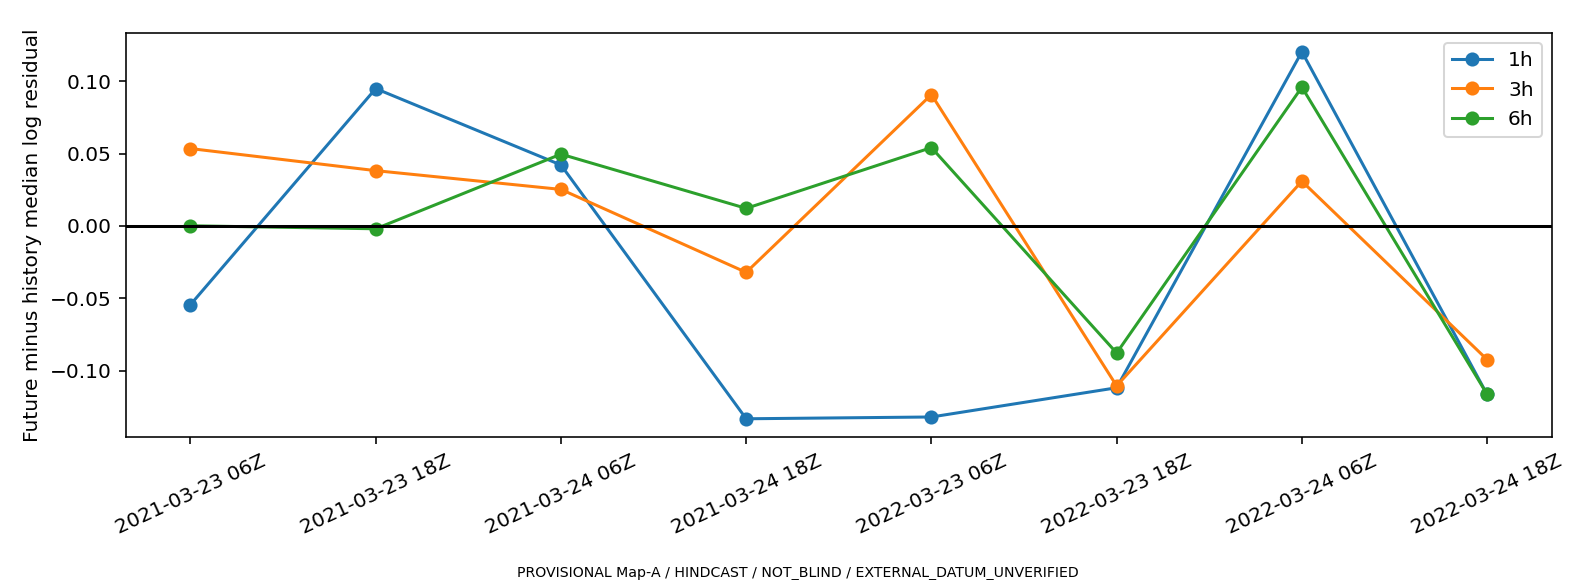 Future minus history median log residual
0.10
0.05
0.00
−0.05
−0.10
1h
3h
6h
2021-03-23 06Z
2021-03-23 18Z
2021-03-24 06Z
2021-03-24 18Z
2022-03-23 06Z
2022-03-23 18Z
2022-03-24 06Z
2022-03-24 18Z
PROVISIONAL Map-A / HINDCAST / NOT_BLIND / EXTERNAL_DATUM_UNVERIFIED